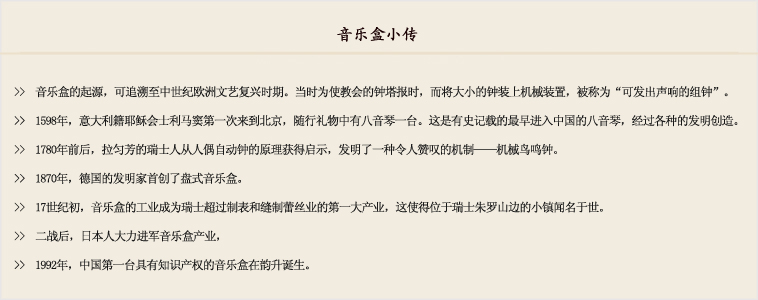 音乐盒小传
>> 音乐盒的起源，可追溯至中世纪欧洲文艺复兴时期。当时为使教会的钟塔报时，而将大小的钟装上机械装置，被称为“可发出声响的组钟”。
>> 1598年，意大利籍耶稣会士利马窦第一次来到北京，随行礼物中有八音琴一台。这是有史记载的最早进入中国的八音琴，经过各种的发明创造。
>> 1780年前后，拉匀芳的瑞士人从人偶自动钟的原理获得启示，发明了一种令人赞叹的机制——机械鸟鸣钟。
>> 1870年，德国的发明家首创了盘式音乐盒。
>> 17世纪初，音乐盒的工业成为瑞士超过制表和缝制蕾丝业的第一大产业，这使得位于瑞士朱罗山边的小镇闻名于世。
>> 二战后，日本人大力进军音乐盒产业，
>> 1992年，中国第一台具有知识产权的音乐盒在韵升诞生。